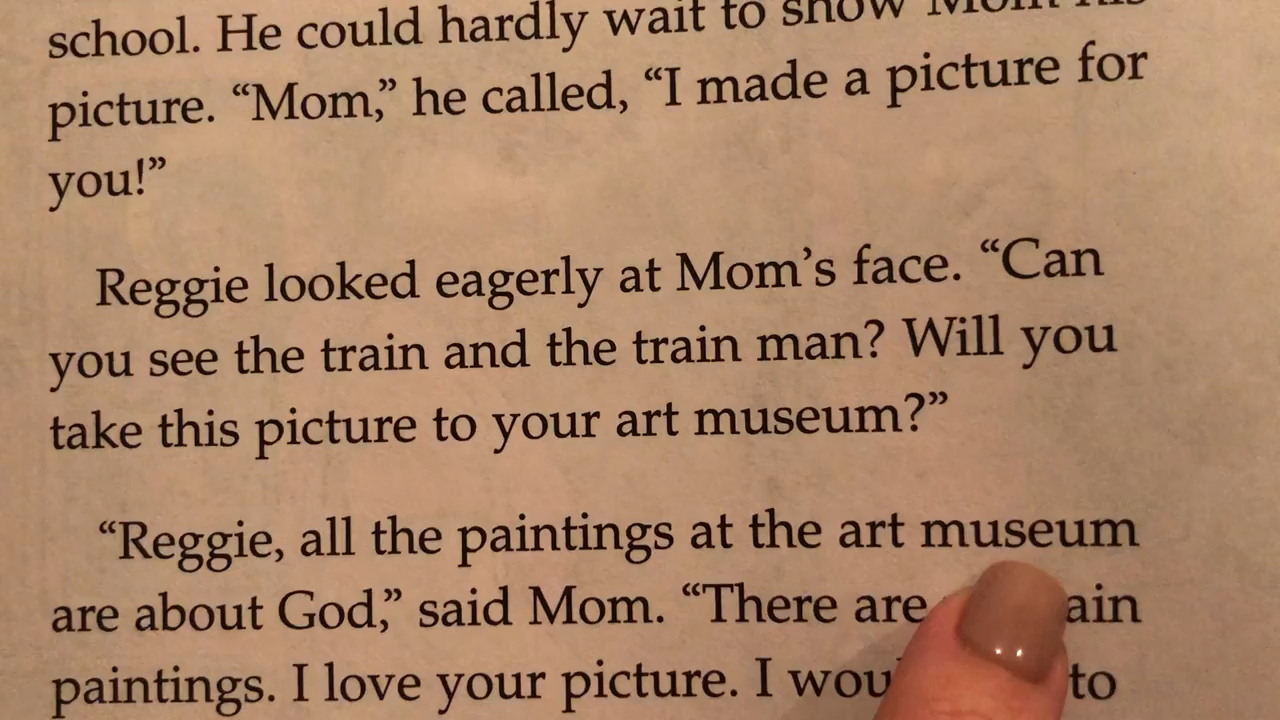 school. He could hardly wait to show Mom his
picture. “Mom,” he called, “I made a picture for
you!”
Reggie looked eagerly at Mom’s face. “Can
you see the train and the train man? Will you
take this picture to your art museum?”
“Reggie, all the paintings at the art museum
are about God,” said Mom. “There are
paintings. I love your picture. I to